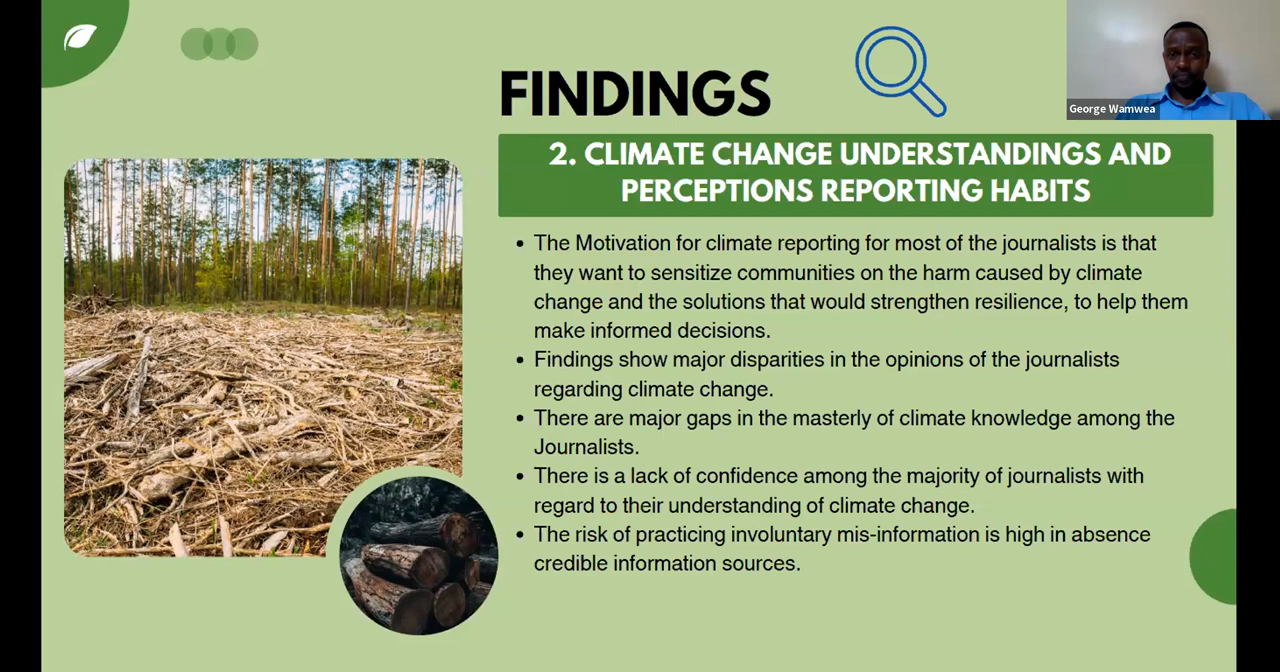 FINDINGS
George Wamwea
2. CLIMATE CHANGE UNDERSTANDINGS AND
PERCEPTIONS REPORTING HABITS
• The Motivation for climate reporting for most of the journalists is that
they want to sensitize communities on the harm caused by climate
change and the solutions that would strengthen resilience, to help them
make informed decisions.
• Findings show major disparities in the opinions of the journalists
regarding climate change.
• There are major gaps in the masterly of climate knowledge among the
Journalists.
• There is a lack of confidence among the majority of journalists with
regard to their understanding of climate change.
• The risk of practicing involuntary mis-information is high in absence
credible information sources.